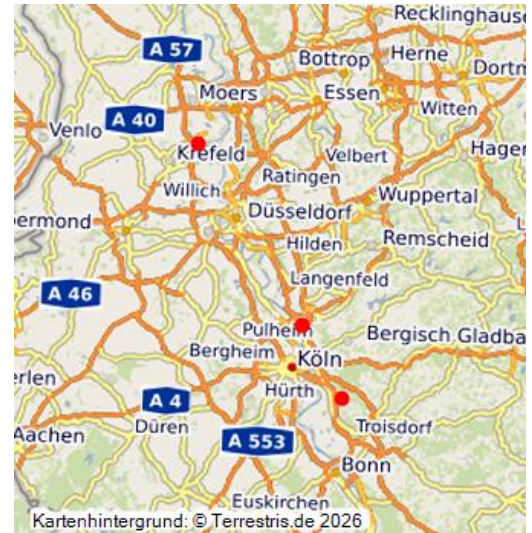 Recklinghause
A 57
Bottrop
Herne
Dortm
Moers
Essen
A 40
Witten
Venlo
Krefeld
Velbert
Hagen
Willich
Ratingen
Wuppertal
ermond
Düsseldorf
Hilden
Remscheid
A 46
Langenfeld
Pulheim
Bergisch Gladba
Bergheim
Köln
erlen
Hürth
A 4
Troisdorf
Aachen
Düren
A 553
Bonn
Euskirchen
Kartenhintergrund: © Terrestris.de 2026